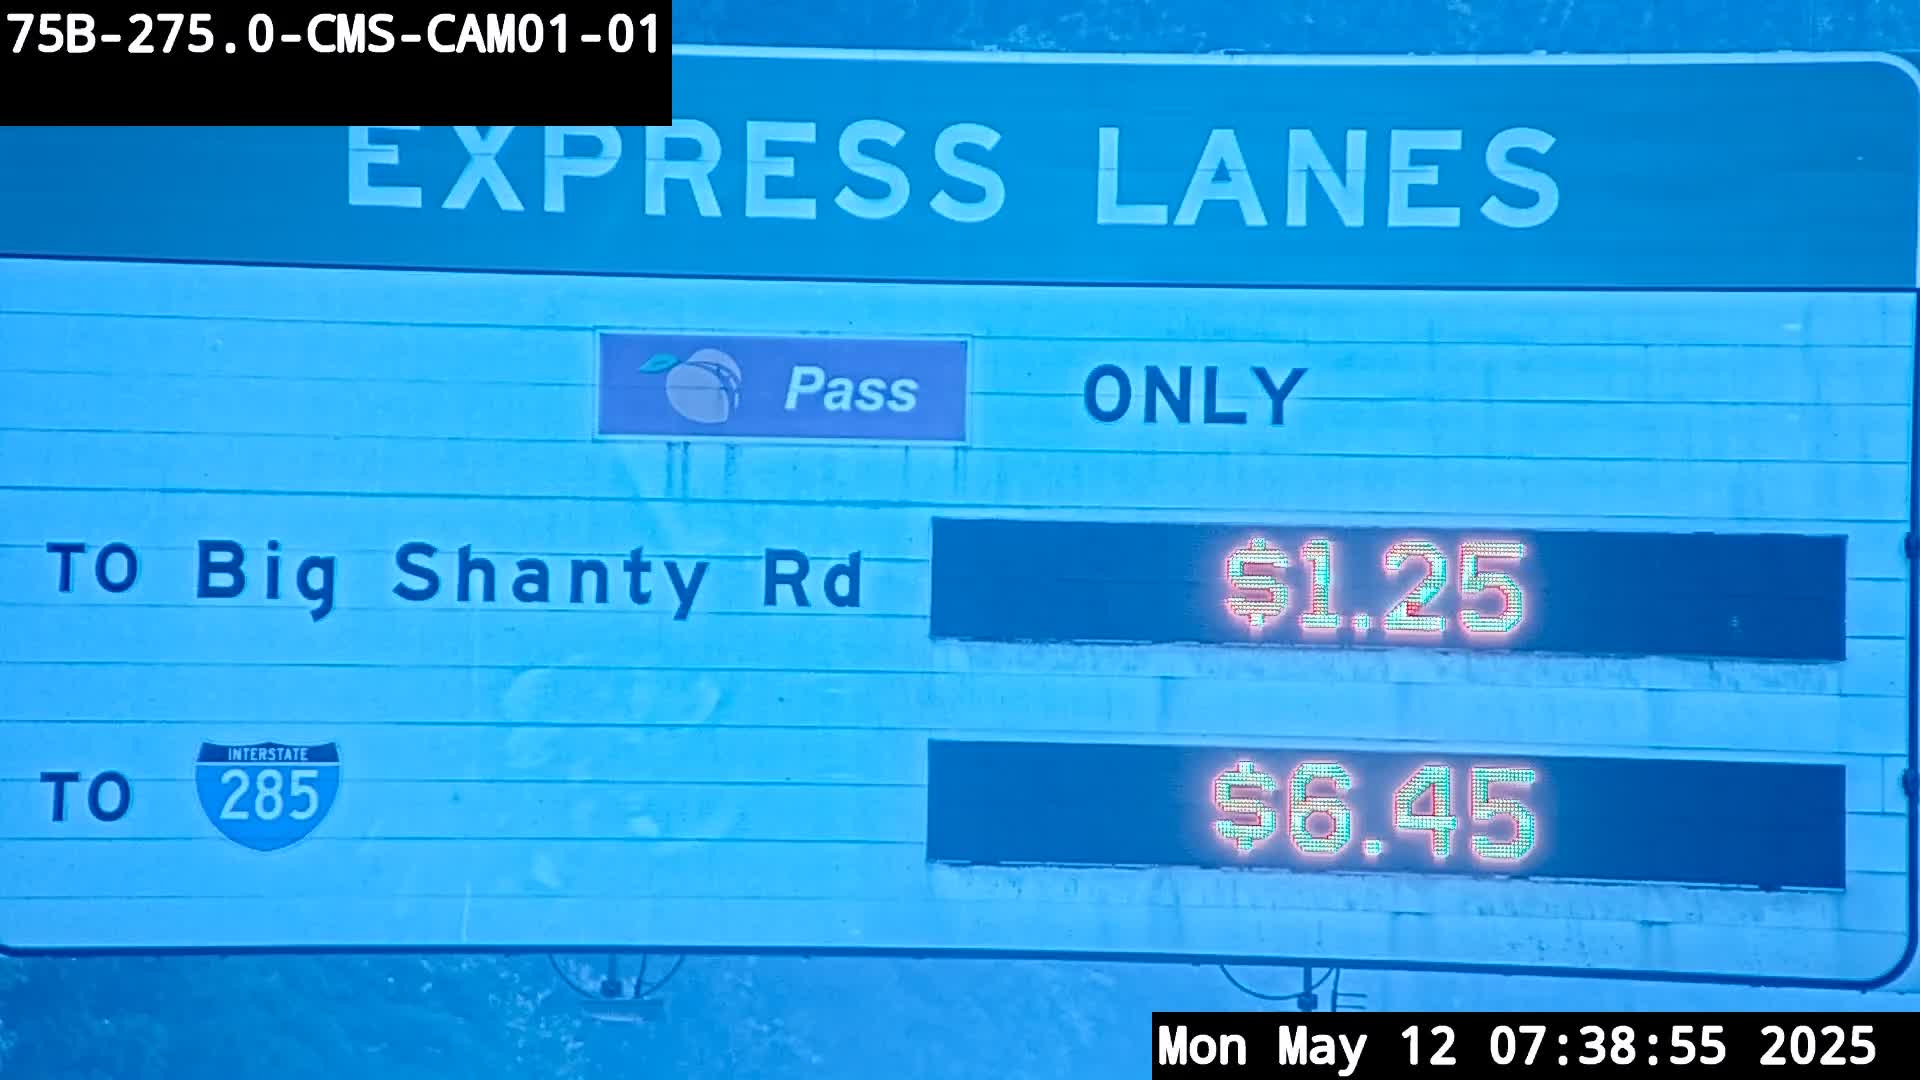 75B-275.0-CMS-CAM01-01
EXPRESS LANES
Pass ONLY
TO Big Shanty Rd $1.25
TO INTERSTATE 285 $6.45
Mon May 12 07:38:55 2025